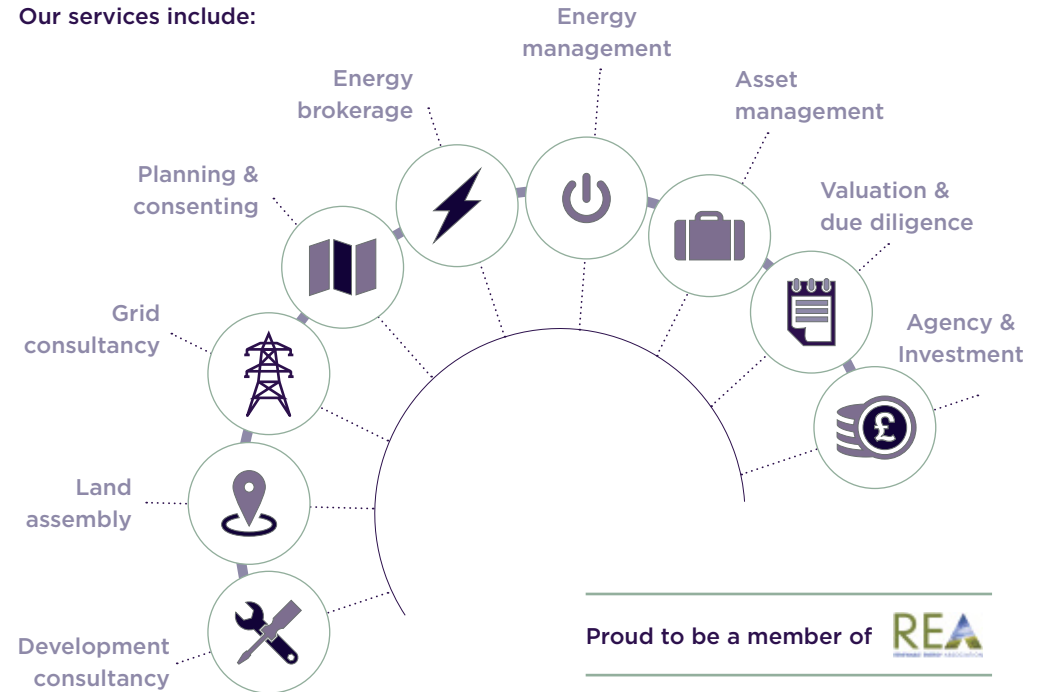 Our services include:
Energy
management
Energy
brokerage
Asset
management
Planning &
consenting
Valuation &
due diligence
Grid
consultancy
Agency &
Investment
£
Land
assembly
Development
consultancy
Proud to be a member of
REA